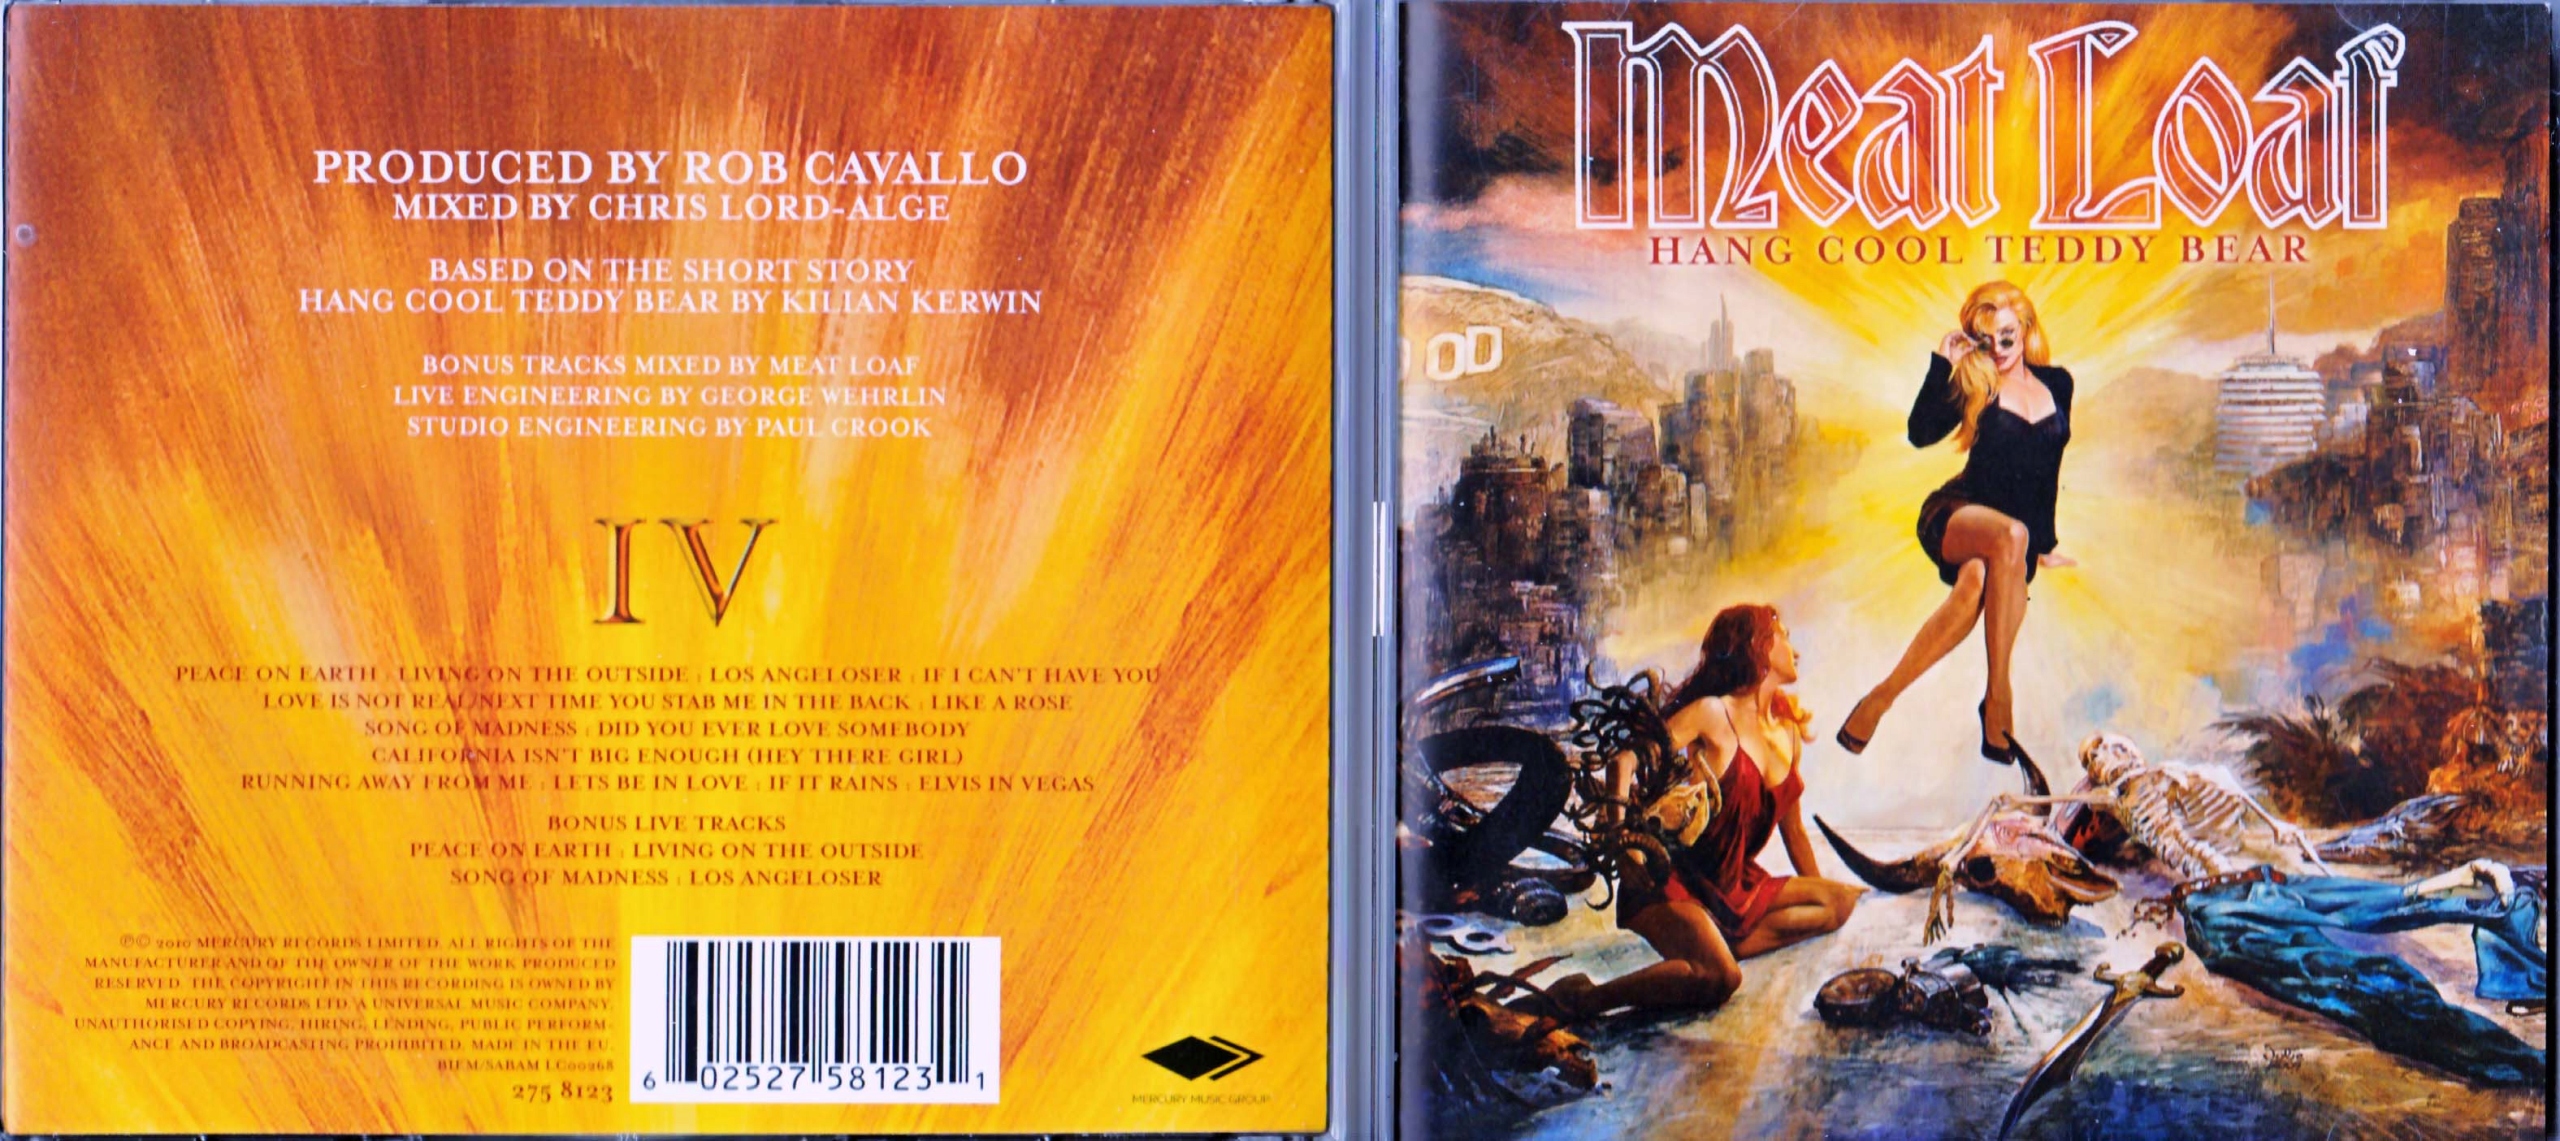 PRODUCED BY ROB CAVALLO
MIXED BY CHRIS LORD-ALGE
BASED ON THE SHORT STORY
HANG COOL TEDDY BEAR BY KILIAN KERWIN
BONUS TRACKS MIXED BY MEAT LOAF
LIVE ENGINEERING BY GEORGE WEHRLIN
STUDIO ENGINEERING BY PAUL CROOK
IV
PEACE ON EARTH : LIVING ON THE OUTSIDE : LOS ANGELOSER : IF I CAN'T HAVE YOU
LOVE IS NOT REAL/NEXT TIME YOU STAB ME IN THE BACK : LIKE A ROSE
SONG OF MADNESS : DID YOU EVER LOVE SOMEBODY
CALIFORNIA ISN'T BIG ENOUGH (HEY THERE GIRL)
RUNNING AWAY FROM ME : LETS BE IN LOVE : IF IT RAINS : ELVIS IN VEGAS
BONUS LIVE TRACKS
PEACE ON EARTH : LIVING ON THE OUTSIDE
SONG OF MADNESS : LOS ANGELOSER
℗© 2010 MERCURY RECORDS LIMITED. ALL RIGHTS OF THE
MANUFACTURER AND OF THE OWNER OF THE WORK PRODUCED
RESERVED. THE COPYRIGHT IN THIS RECORDING IS OWNED BY
MERCURY RECORDS LTD. A UNIVERSAL MUSIC COMPANY.
UNAUTHORISED COPYING, HIRING, LENDING, PUBLIC PERFORM-
ANCE AND BROADCASTING PROHIBITED. MADE IN THE EU.
BIEM/SABAM LC00268
275 8123
6 02527 58123 1
MERCURY MUSIC GROUP
Meat Loaf
HANG COOL TEDDY BEAR
OD